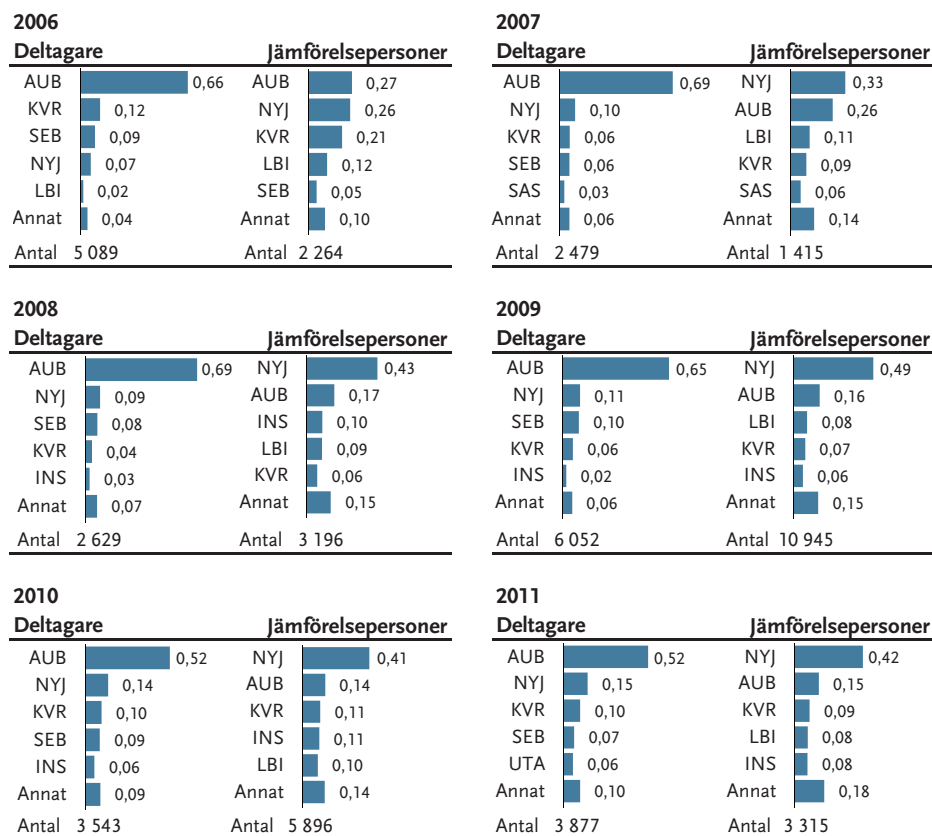 2006
Deltagare Jämförelsepersoner
AUB 0,66 AUB 0,27
KVR 0,12 NYJ 0,26
SEB 0,09 KVR 0,21
NYJ 0,07 LBI 0,12
LBI 0,02 SEB 0,05
Annat 0,04 Annat 0,10
Antal 5 089 Antal 2 264
2007
Deltagare Jämförelsepersoner
AUB 0,69 NYJ 0,33
NYJ 0,10 AUB 0,26
KVR 0,06 LBI 0,11
SEB 0,06 KVR 0,09
SAS 0,03 SAS 0,06
Annat 0,06 Annat 0,14
Antal 2 479 Antal 1 415
2008
Deltagare Jämförelsepersoner
AUB 0,69 NYJ 0,43
NYJ 0,09 AUB 0,17
SEB 0,08 INS 0,10
KVR 0,04 LBI 0,09
INS 0,03 KVR 0,06
Annat 0,07 Annat 0,15
Antal 2 629 Antal 3 196
2009
Deltagare Jämförelsepersoner
AUB 0,65 NYJ 0,49
NYJ 0,11 AUB 0,16
SEB 0,10 LBI 0,08
KVR 0,06 KVR 0,07
INS 0,02 INS 0,06
Annat 0,06 Annat 0,15
Antal 6 052 Antal 10 945
2010
Deltagare Jämförelsepersoner
AUB 0,52 NYJ 0,41
NYJ 0,14 AUB 0,14
KVR 0,10 KVR 0,11
SEB 0,09 INS 0,11
INS 0,06 LBI 0,10
Annat 0,09 Annat 0,14
Antal 3 543 Antal 5 896
2011
Deltagare Jämförelsepersoner
AUB 0,52 NYJ 0,42
NYJ 0,15 AUB 0,15
KVR 0,10 KVR 0,09
SEB 0,07 LBI 0,08
UTA 0,06 INS 0,08
Annat 0,10 Annat 0,18
Antal 3 877 Antal 3 315